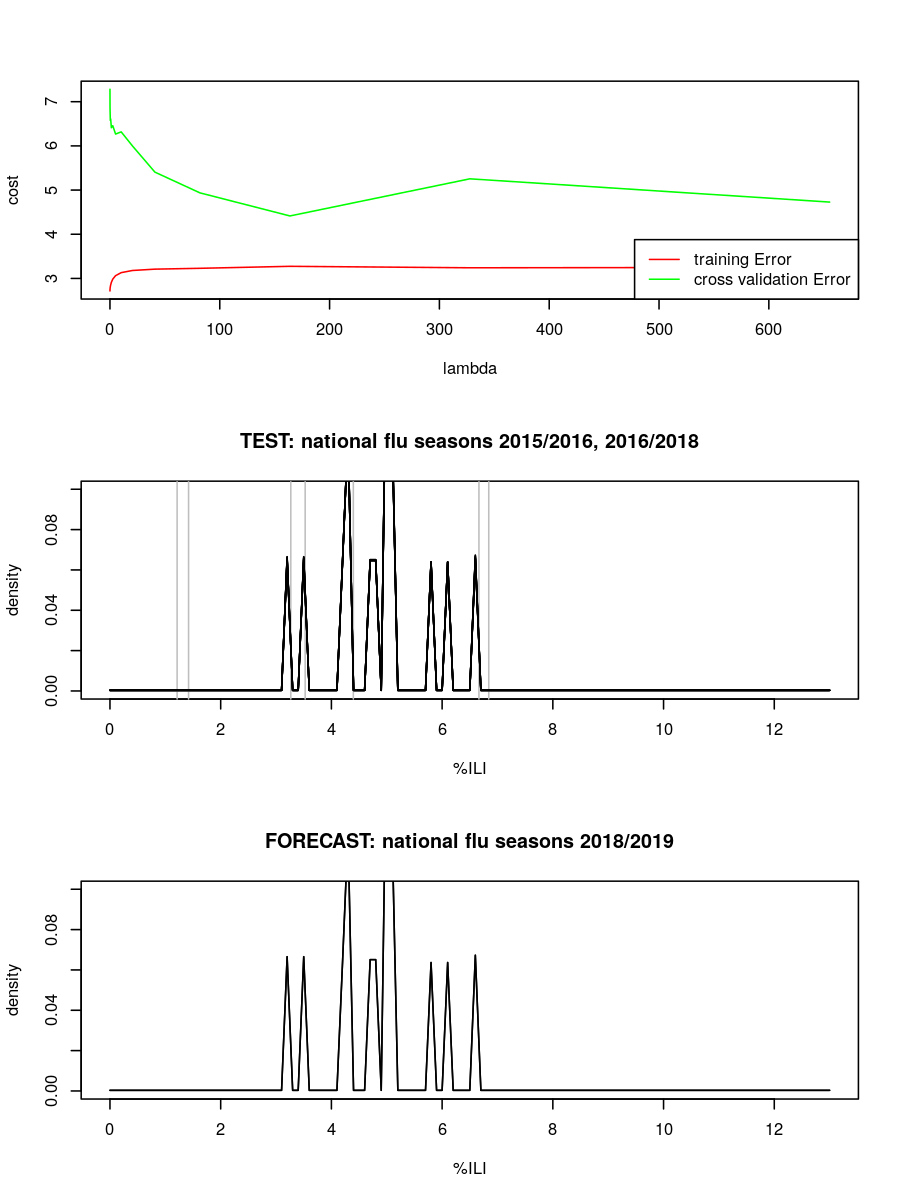 7
6
5
4
3
cost
training Error
cross validation Error
0 100 200 300 400 500 600
lambda
TEST: national flu seasons 2015/2016, 2016/2018
0.08
0.04
0.00
density
0 2 4 6 8 10 12
%ILI
FORECAST: national flu seasons 2018/2019
0.08
0.04
0.00
density
0 2 4 6 8 10 12
%ILI